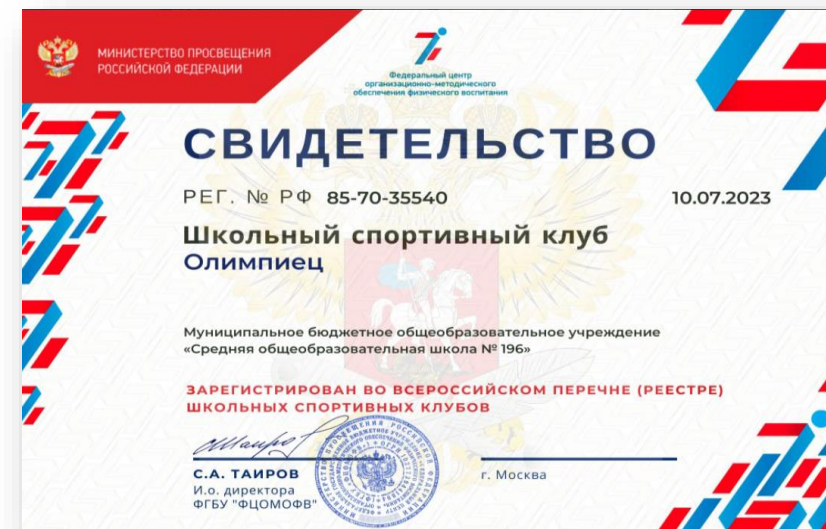 МИНИСТЕРСТВО ПРОСВЕЩЕНИЯ
РОССИЙСКОЙ ФЕДЕРАЦИИ
Федеральный центр
организационно-методического
обеспечения физического воспитания
СВИДЕТЕЛЬСТВО
РЕГ. № РФ 85-70-35540
10.07.2023
Школьный спортивный клуб
Олимпиец
Муниципальное бюджетное общеобразовательное учреждение
«Средняя общеобразовательная школа № 196»
ЗАРЕГИСТРИРОВАН ВО ВСЕРОССИЙСКОМ ПЕРЕЧНЕ (РЕЕСТРЕ)
ШКОЛЬНЫХ СПОРТИВНЫХ КЛУБОВ
С.А. ТАИРОВ
И.о. директора
ФГБУ "ФЦОМОФВ"
г. Москва